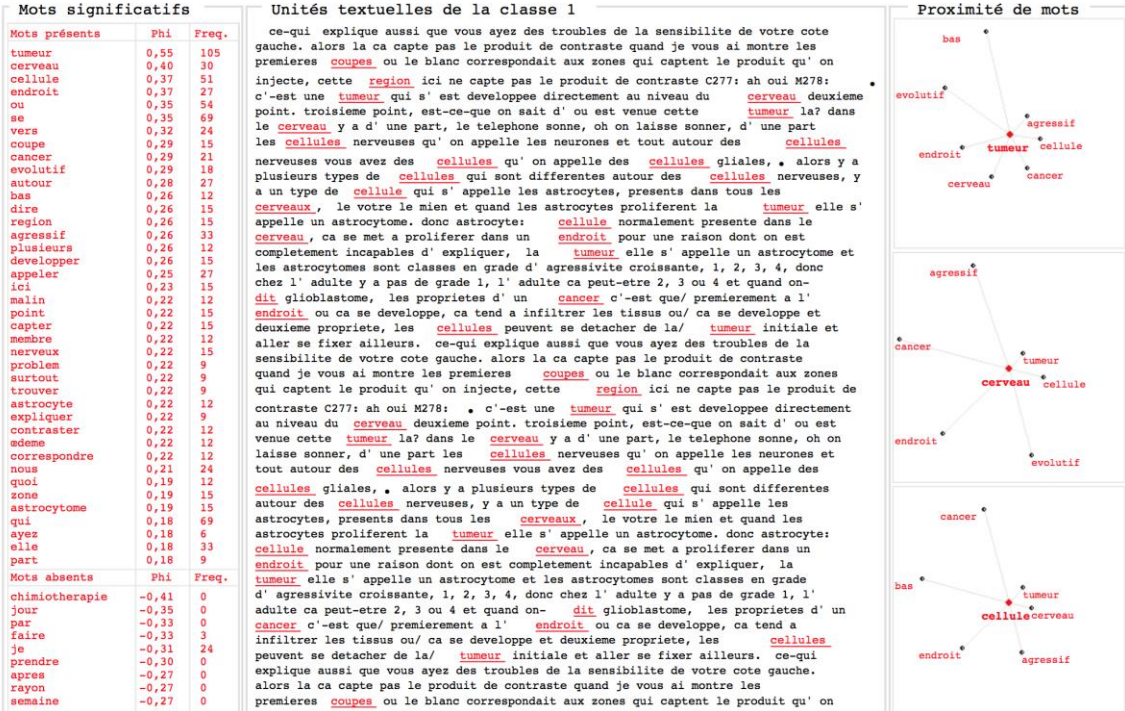 Mots significatifs
Mots présents Phi Freq.
tumeur 0,55 105
cerveau 0,40 30
cellule 0,37 51
endroit 0,37 27
ou 0,35 54
se 0,35 69
vers 0,32 24
coupe 0,29 15
cancer 0,29 21
evolutif 0,29 18
autour 0,28 27
bas 0,26 12
dire 0,26 15
region 0,26 15
agressif 0,26 33
plusieurs 0,26 12
developper 0,26 15
appeler 0,25 27
ici 0,23 15
malin 0,22 12
point 0,22 15
capter 0,22 15
membre 0,22 12
nerveux 0,22 15
problem 0,22 9
surtout 0,22 9
trouver 0,22 9
astrocyte 0,22 12
expliquer 0,22 9
contraster 0,22 12
mdeme 0,22 12
correspondre 0,22 12
nous 0,21 24
quoi 0,19 12
zone 0,19 15
astrocytome 0,19 15
qui 0,18 69
ayez 0,18 6
elle 0,18 33
part 0,18 9
Mots absents Phi Freq.
chimiotherapie -0,41 0
jour -0,35 0
par -0,33 0
faire -0,33 3
je -0,31 24
prendre -0,30 0
apres -0,27 0
rayon -0,27 0
semaine -0,27 0
Unités textuelles de la classe 1
ce-qui explique aussi que vous ayez des troubles de la sensibilite de votre cote
gauche. alors la ca capte pas le produit de contraste quand je vous ai montre les
premieres coupes ou le blanc correspondait aux zones qui captent le produit qu' on
injecte, cette region ici ne capte pas le produit de contraste C277: ah oui M278: •
c'-est une tumeur qui s' est developpee directement au niveau du cerveau deuxieme
point. troisieme point, est-ce-que on sait d' ou est venue cette tumeur la? dans
le cerveau y a d' une part, le telephone sonne, oh on laisse sonner, d' une part
les cellules nerveuses qu' on appelle les neurones et tout autour des cellules
nerveuses vous avez des cellules qu' on appelle des cellules gliales, • alors y a
plusieurs types de cellules qui sont differentes autour des cellules nerveuses, y
a un type de cellule qui s' appelle les astrocytes, presents dans tous les
cerveaux , le votre le mien et quand les astrocytes proliferent la tumeur elle s'
appelle un astrocytome. donc astrocyte: cellule normalement presente dans le
cerveau , ca se met a proliferer dans un endroit pour une raison dont on est
completement incapables d' expliquer, la tumeur elle s' appelle un astrocytome et
les astrocytomes sont classes en grade d' agressivite croissante, 1, 2, 3, 4, donc
chez l' adulte y a pas de grade 1, l' adulte ca peut-etre 2, 3 ou 4 et quand on-
dit glioblastome, les proprietes d' un cancer c'-est que/ premierement a l'
endroit ou ca se developpe, ca tend a infiltrer les tissus ou/ ca se developpe et
deuxieme propriete, les cellules peuvent se detacher de la/ tumeur initiale et
aller se fixer ailleurs. ce-qui explique aussi que vous ayez des troubles de la
sensibilite de votre cote gauche. alors la ca capte pas le produit de contraste
quand je vous ai montre les premieres coupes ou le blanc correspondait aux zones
qui captent le produit qu' on injecte, cette region ici ne capte pas le produit de
contraste C277: ah oui M278: • c'-est une tumeur qui s' est developpee directement
au niveau du cerveau deuxieme point. troisieme point, est-ce-que on sait d' ou est
venue cette tumeur la? dans le cerveau y a d' une part, le telephone sonne, oh on
laisse sonner, d' une part les cellules nerveuses qu' on appelle les neurones et
tout autour des cellules nerveuses vous avez des cellules qu' on appelle des
cellules gliales, • alors y a plusieurs types de cellules qui sont differentes
autour des cellules nerveuses, y a un type de cellule qui s' appelle les
astrocytes, presents dans tous les cerveaux , le votre le mien et quand les
astrocytes proliferent la tumeur elle s' appelle un astrocytome. donc astrocyte:
cellule normalement presente dans le cerveau , ca se met a proliferer dans un
endroit pour une raison dont on est completement incapables d' expliquer, la
tumeur elle s' appelle un astrocytome et les astrocytomes sont classes en grade
d' agressivite croissante, 1, 2, 3, 4, donc chez l' adulte y a pas de grade 1, l'
adulte ca peut-etre 2, 3 ou 4 et quand on- dit glioblastome, les proprietes d' un
cancer c'-est que/ premierement a l' endroit ou ca se developpe, ca tend a
infiltrer les tissus ou/ ca se developpe et deuxieme propriete, les cellules
peuvent se detacher de la/ tumeur initiale et aller se fixer ailleurs. ce-qui
explique aussi que vous ayez des troubles de la sensibilite de votre cote gauche.
alors la ca capte pas le produit de contraste quand je vous ai montre les
premieres coupes ou le blanc correspondait aux zones qui captent le produit qu' on
Proximité de mots
bas
evolutif
agressif
tumeur
cellule
endroit
cancer
cerveau
agressif
cancer
tumeur
cerveau
cellule
endroit
evolutif
cancer
bas
tumeur
cellule
cerveau
endroit
agressif